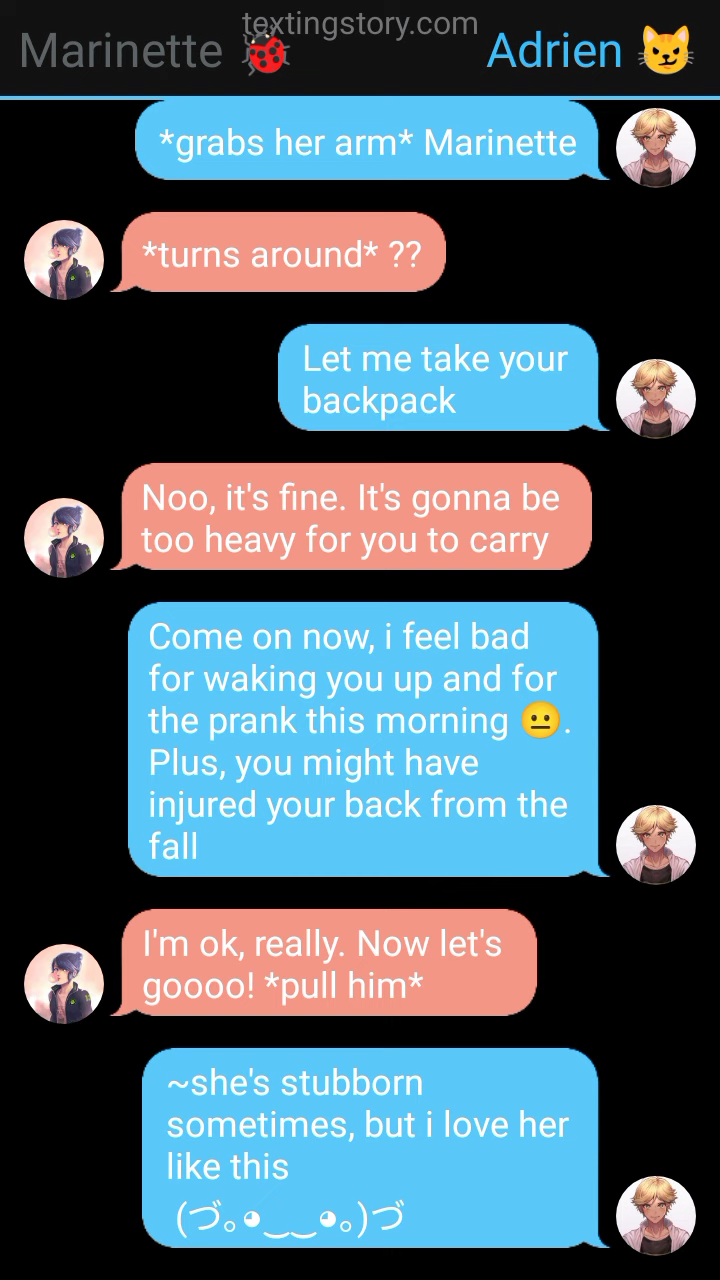 textingstory.com
Marinette 🐞
Adrien 😼
*grabs her arm* Marinette
*turns around* ??
Let me take your
backpack
Noo, it's fine. It's gonna be
too heavy for you to carry
Come on now, i feel bad
for waking you up and for
the prank this morning 😐.
Plus, you might have
injured your back from the
fall
I'm ok, really. Now let's
goooo! *pull him*
~she's stubborn
sometimes, but i love her
like this
(づ｡◕‿‿◕｡)づ